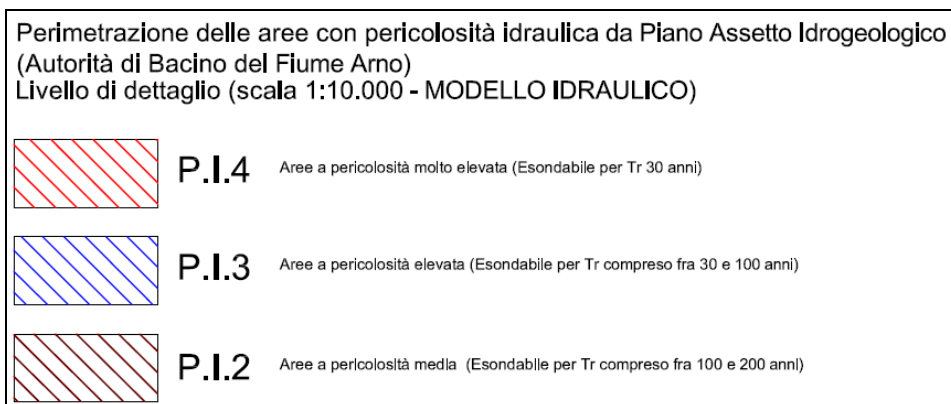 Perimetrazione delle aree con pericolosità idraulica da Piano Assetto Idrogeologico
(Autorità di Bacino del Fiume Arno)
Livello di dettaglio (scala 1:10.000 - MODELLO IDRAULICO)
P.I.4 Aree a pericolosità molto elevata (Esondabile per Tr 30 anni)
P.I.3 Aree a pericolosità elevata (Esondabile per Tr compreso fra 30 e 100 anni)
P.I.2 Aree a pericolosità media (Esondabile per Tr compreso fra 100 e 200 anni)